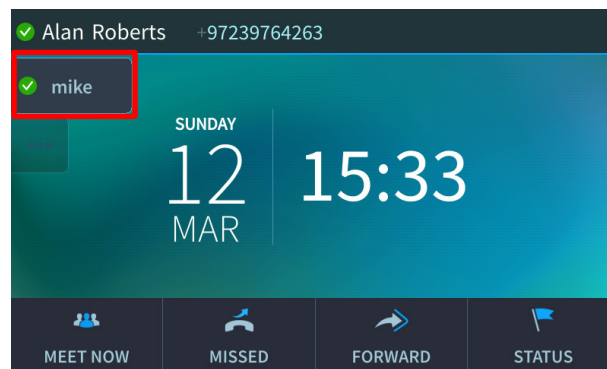 Alan Roberts +97239764263
mike
SUNDAY
12
MAR
15:33
MEET NOW MISSED FORWARD STATUS